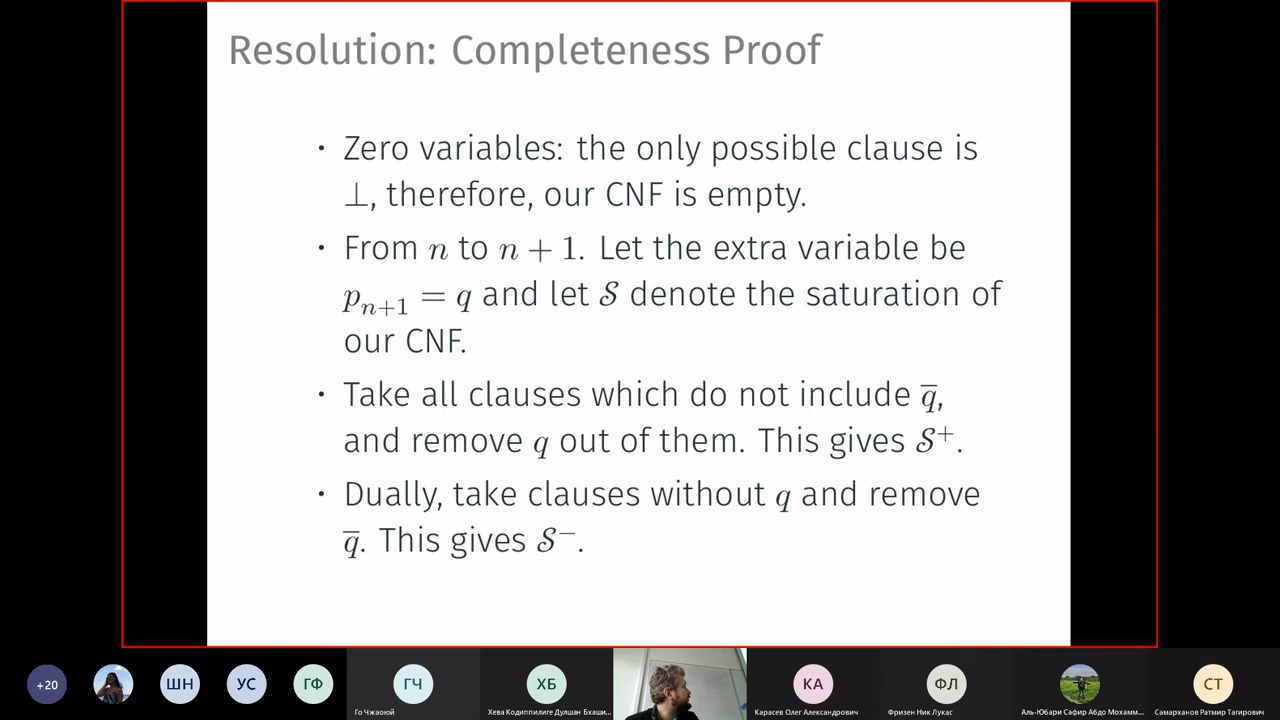 Resolution: Completeness Proof
• Zero variables: the only possible clause is
⊥, therefore, our CNF is empty.
• From n to n + 1. Let the extra variable be
pₙ₊₁ = q and let 𝒮 denote the saturation of
our CNF.
• Take all clauses which do not include q̅,
and remove q out of them. This gives 𝒮⁺.
• Dually, take clauses without q and remove
q̅. This gives 𝒮⁻.
+20
ШН
УС
ГФ
ГЧ
ХБ
КА
ФЛ
СТ
Го Чжаоюй
Хева Кодиппилиге Дулшан Бхаши...
Карасев Олег Александрович
Фризен Ник Лукас
Аль-Юбари Сафир Абдо Мохамм...
Самарханов Ратмир Тагирович